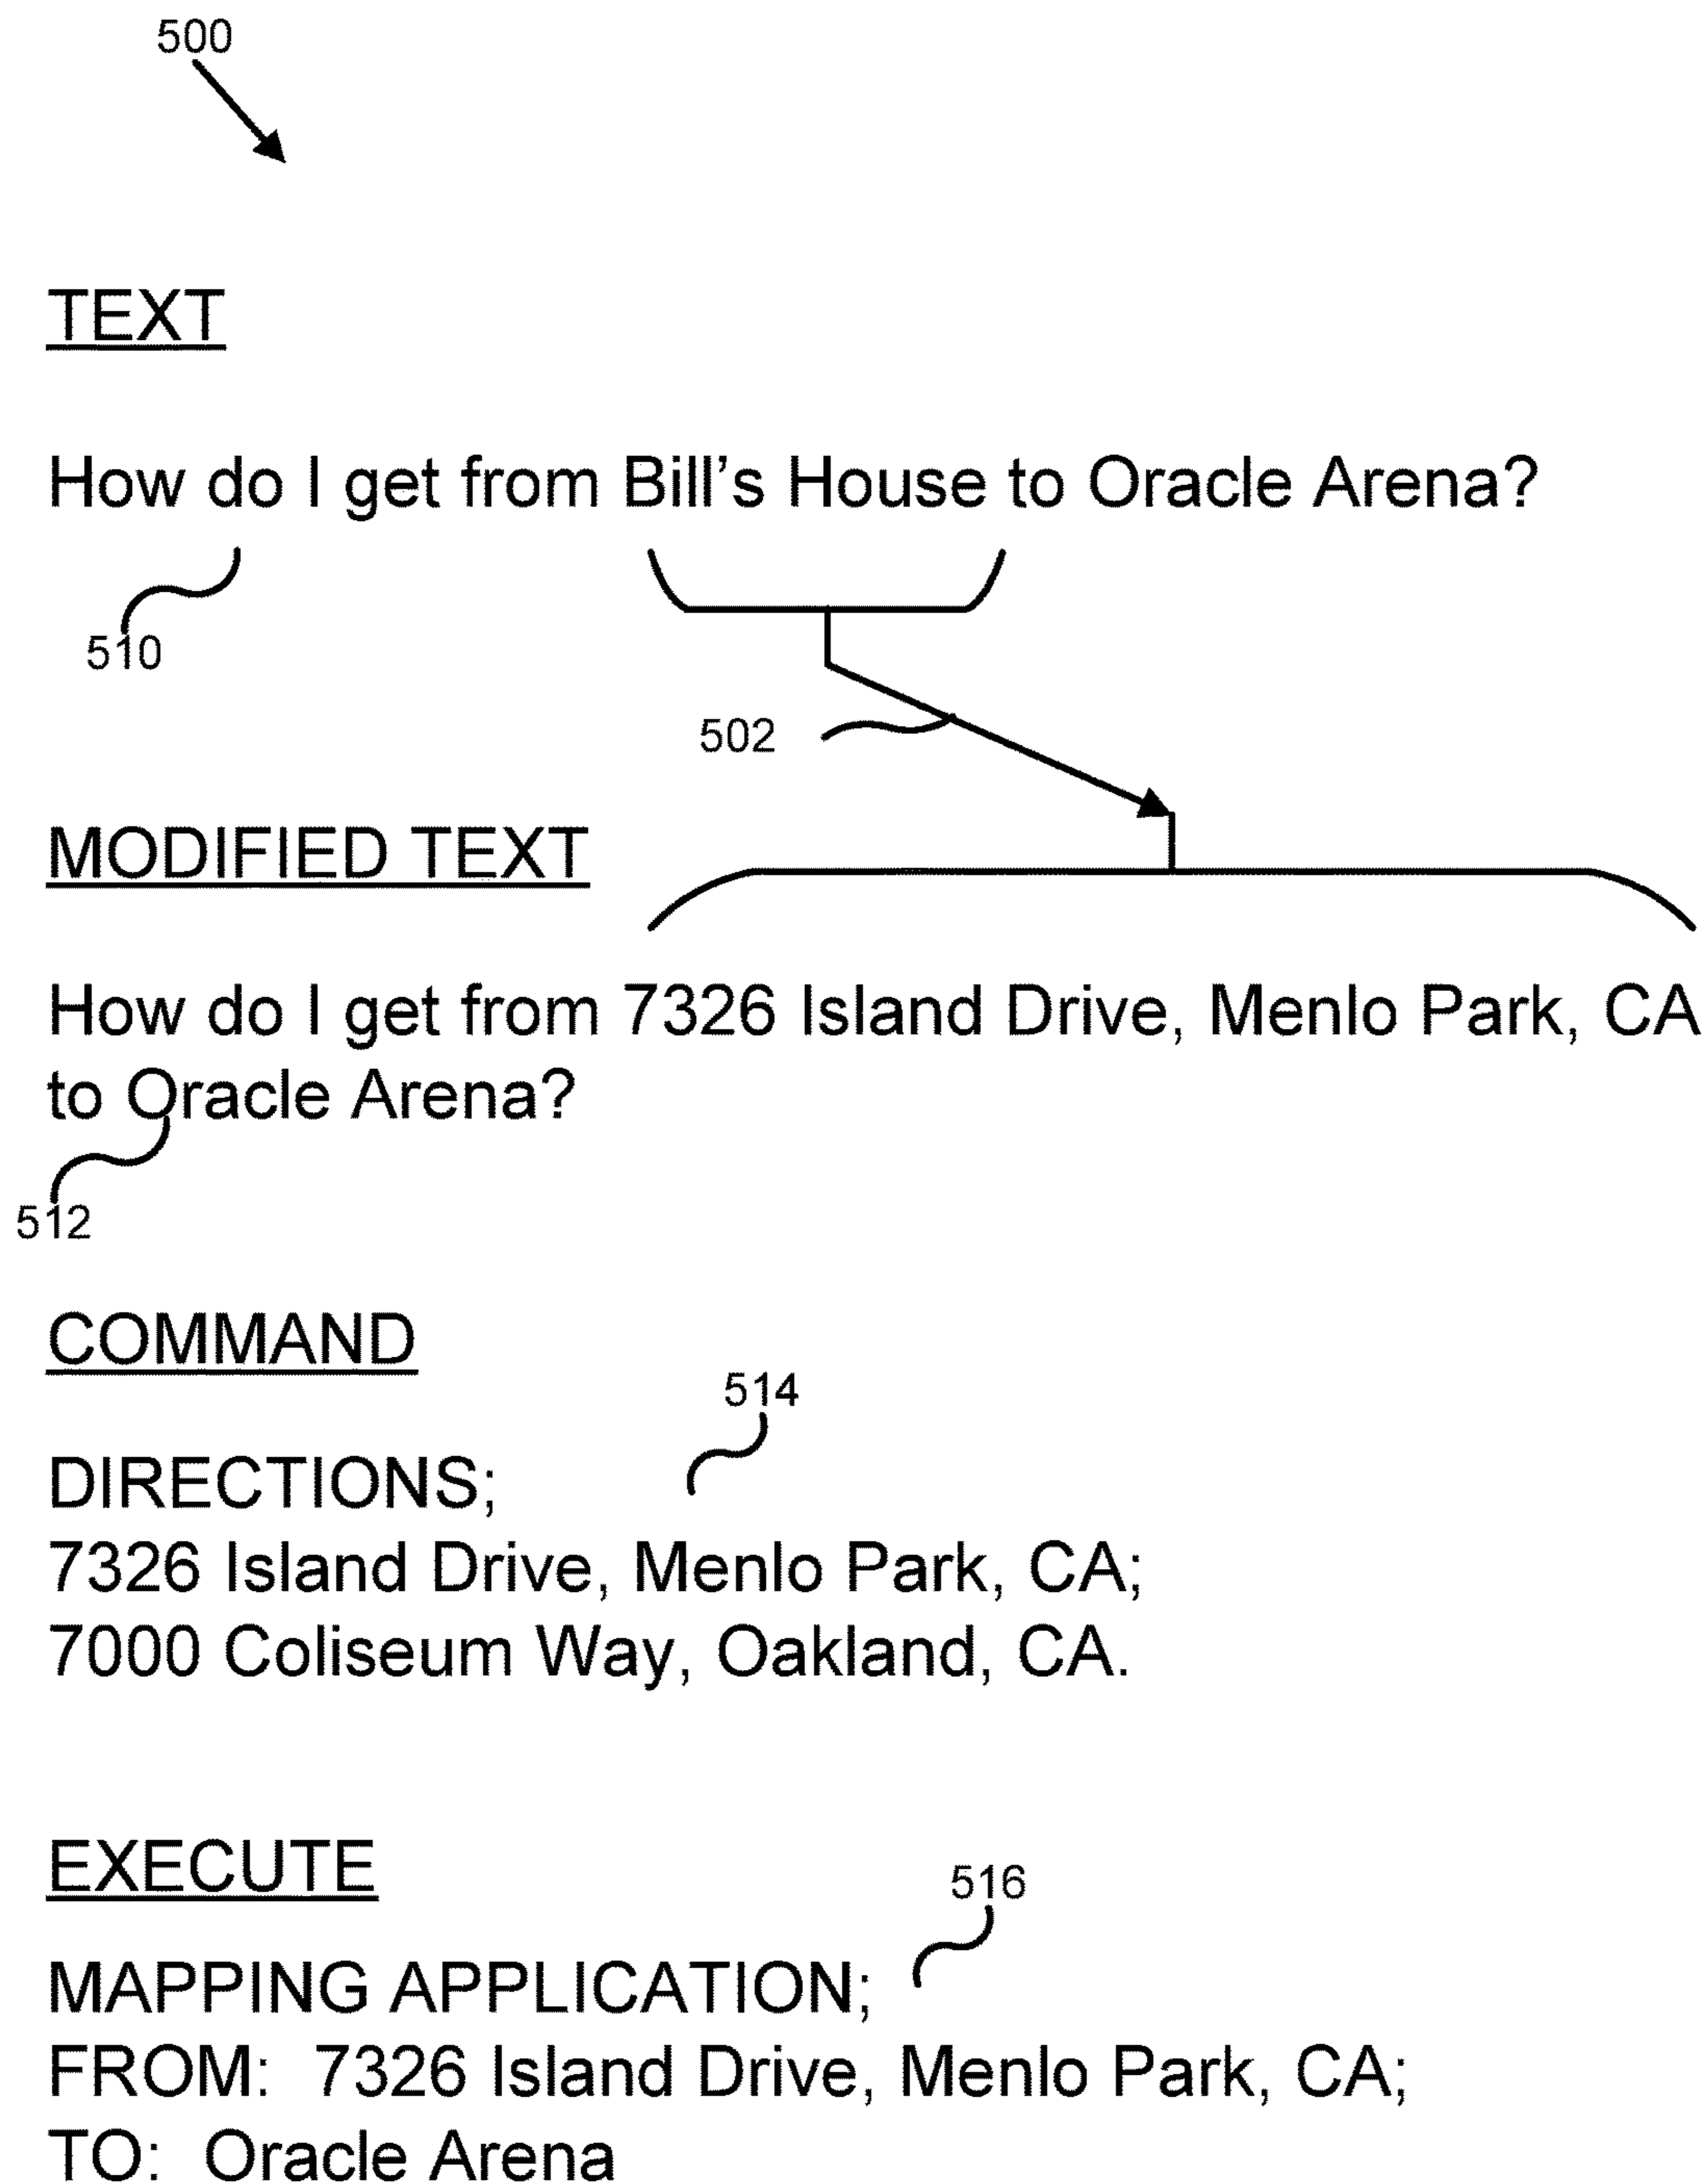 500
TEXT
How do I get from Bill’s House to Oracle Arena?
510
502
MODIFIED TEXT
How do I get from 7326 Island Drive, Menlo Park, CA
to Oracle Arena?
512
COMMAND
514
DIRECTIONS;
7326 Island Drive, Menlo Park, CA;
7000 Coliseum Way, Oakland, CA.
EXECUTE
516
MAPPING APPLICATION;
FROM: 7326 Island Drive, Menlo Park, CA;
TO: Oracle Arena